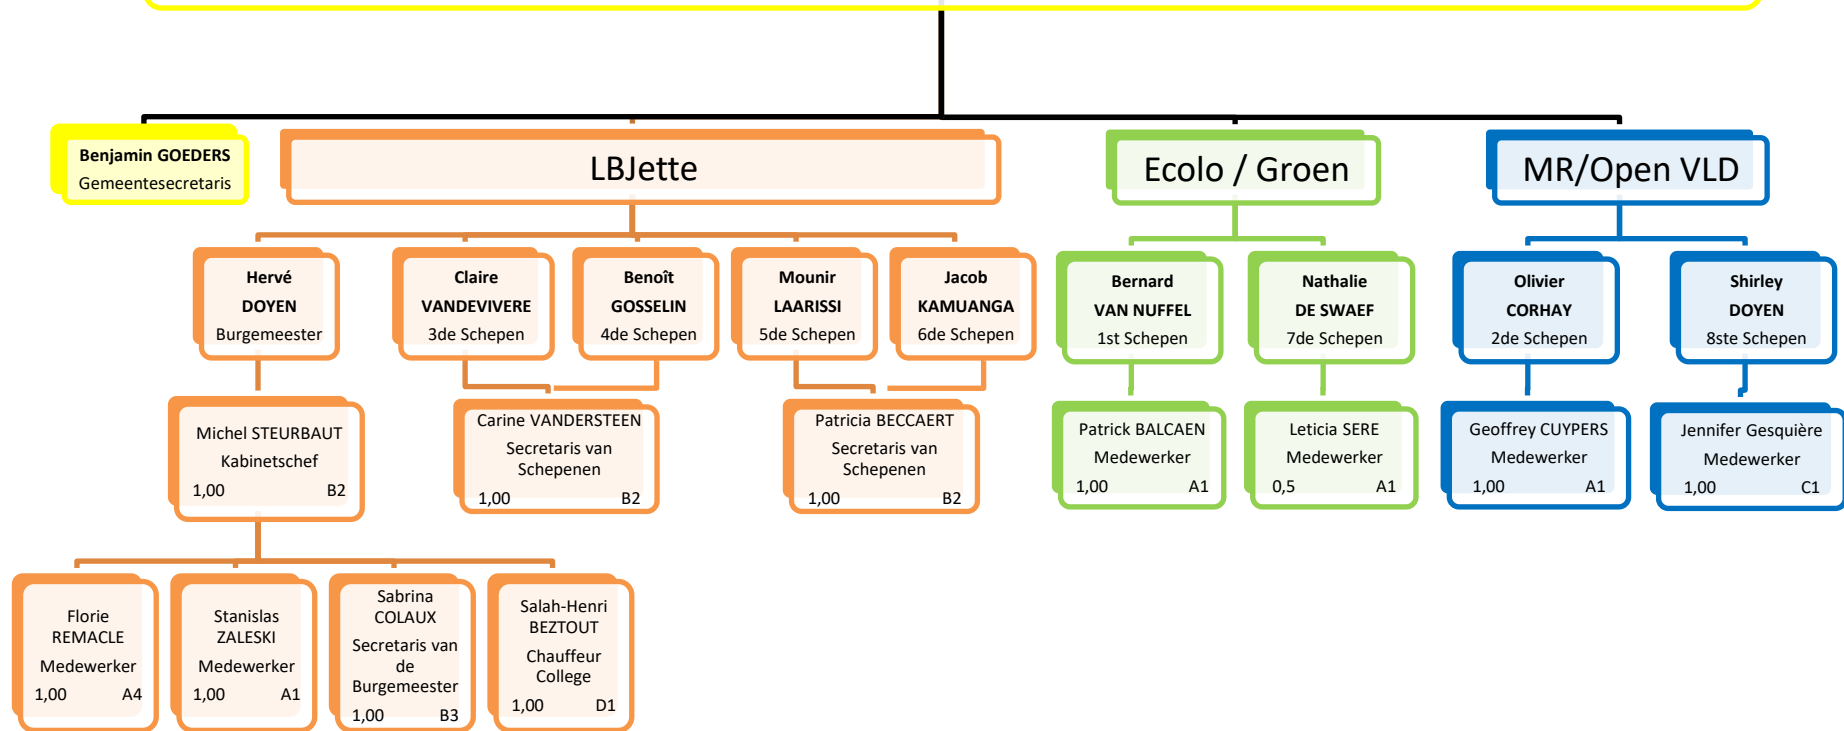 Benjamin GOEDERS
Gemeentesecretaris
LBJette
Ecolo / Groen
MR/Open VLD
Hervé
DOYEN
Burgemeester
Claire
VANDEVIVERE
3de Schepen
Benoît
GOSSELIN
4de Schepen
Mounir
LAARISSI
5de Schepen
Jacob
KAMUANGA
6de Schepen
Bernard
VAN NUFFEL
1st Schepen
Nathalie
DE SWAEF
7de Schepen
Olivier
CORHAY
2de Schepen
Shirley
DOYEN
8ste Schepen
Michel STEURBAUT
Kabinetschef
1,00 B2
Carine VANDERSTEEN
Secretaris van
Schepenen
1,00 B2
Patricia BECCAERT
Secretaris van
Schepenen
1,00 B2
Patrick BALCAEN
Medewerker
1,00 A1
Leticia SERE
Medewerker
0,5 A1
Geoffrey CUYPERS
Medewerker
1,00 A1
Jennifer Gesquière
Medewerker
1,00 C1
Florie
REMACLE
Medewerker
1,00 A4
Stanislas
ZALESKI
Medewerker
1,00 A1
Sabrina
COLAUX
Secretaris van
de
Burgemeester
1,00 B3
Salah-Henri
BEZTOUT
Chauffeur
College
1,00 D1